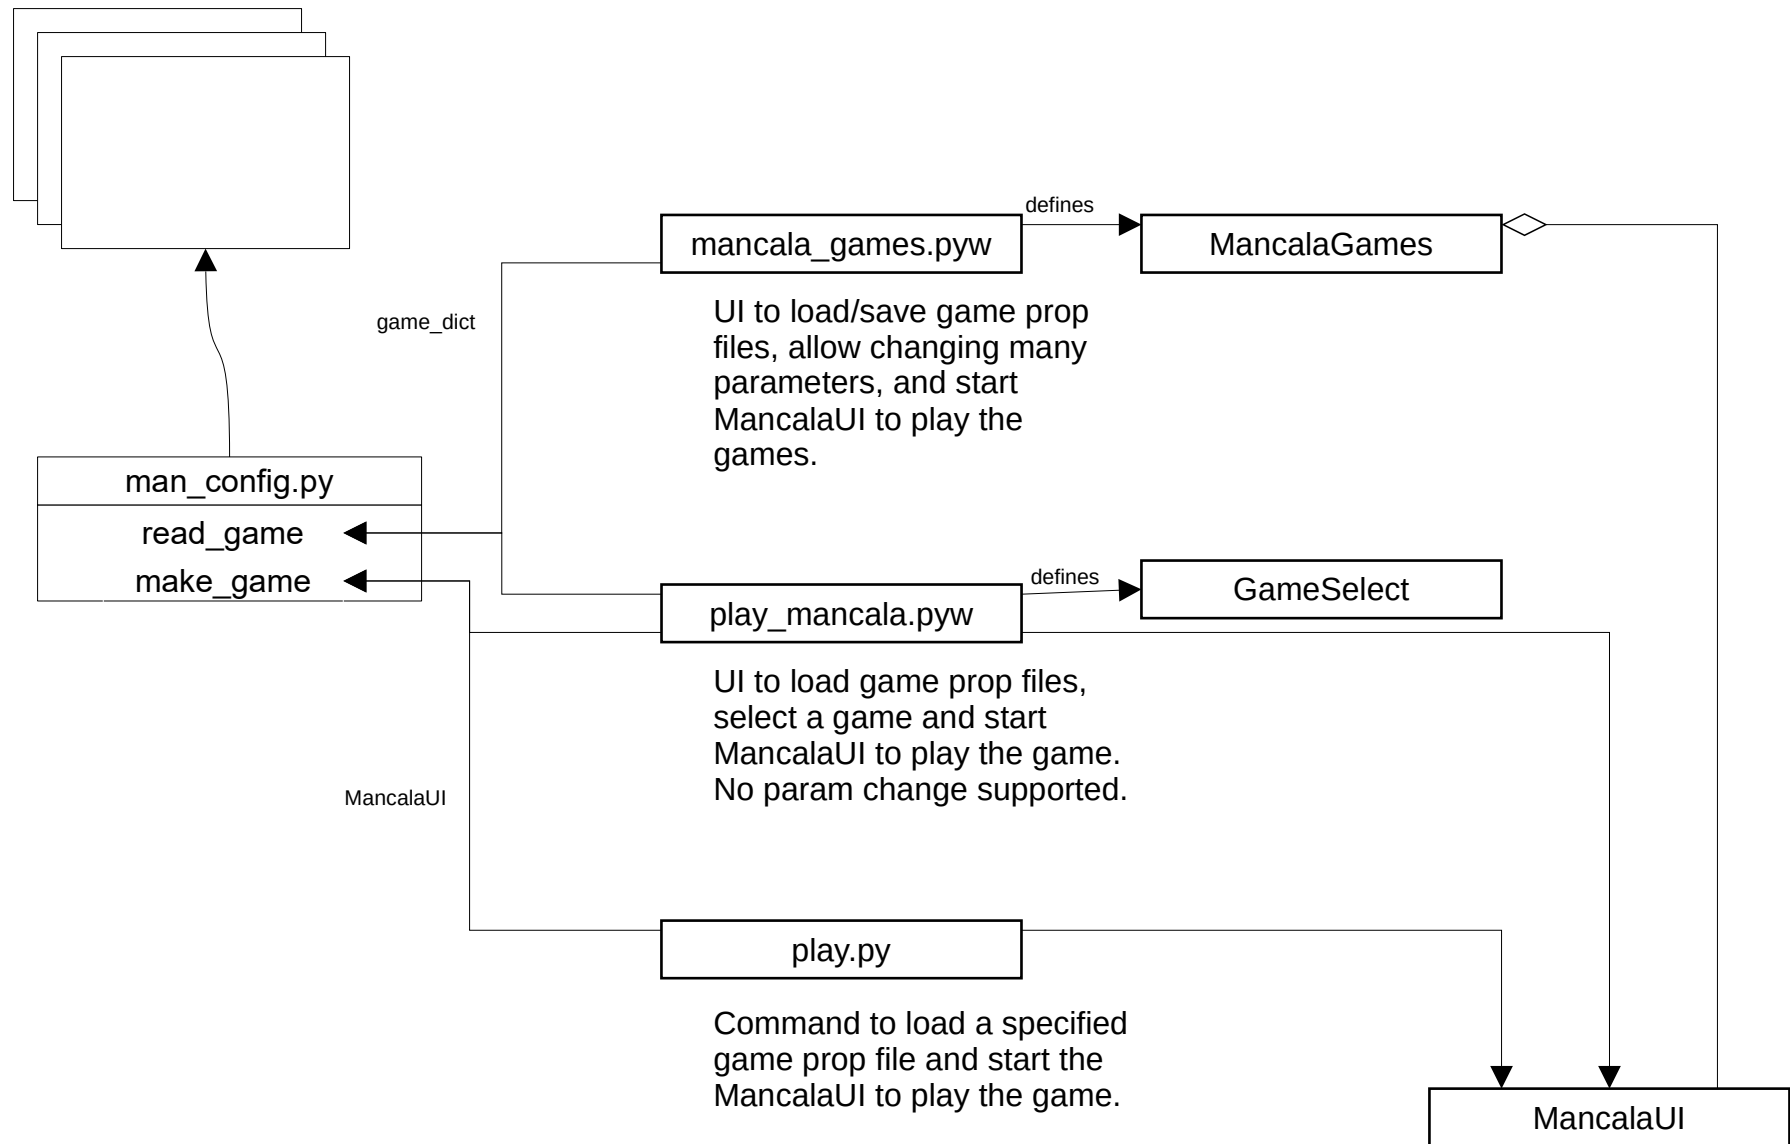 defines
mancala_games.pyw
MancalaGames
UI to load/save game prop
files, allow changing many
parameters, and start
MancalaUI to play the
games.
game_dict
man_config.py
read_game
make_game
defines
play_mancala.pyw
GameSelect
UI to load game prop files,
select a game and start
MancalaUI to play the game.
No param change supported.
MancalaUI
play.py
Command to load a specified
game prop file and start the
MancalaUI to play the game.
MancalaUI